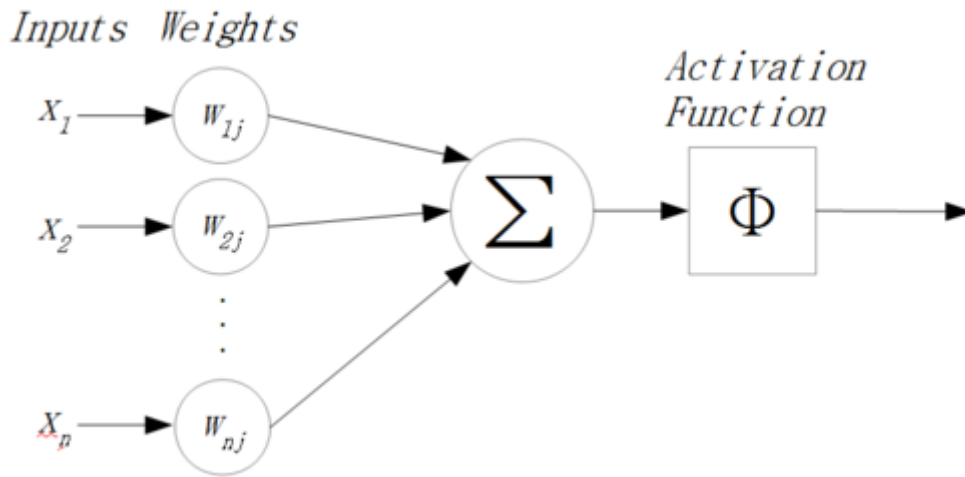 Inputs Weights
Activation
Function
X1
W1j
Σ
Φ
X2
W2j
Xn
Wnj